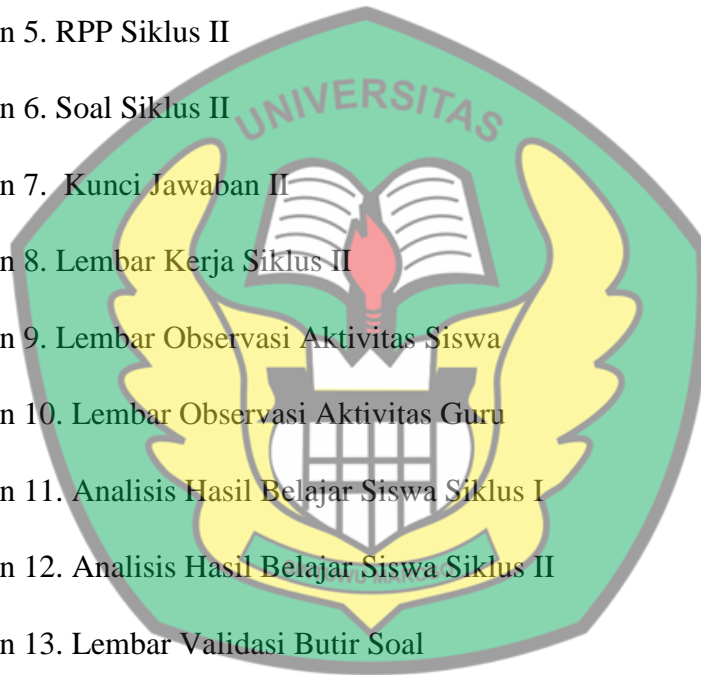 n 5. RPP Siklus II
UNIVERSITAS
n 6. Soal Siklus II
n 7. Kunci Jawaban II
n 8. Lembar Kerja Siklus II
n 9. Lembar Observasi Aktivitas Siswa
n 10. Lembar Observasi Aktivitas Guru
n 11. Analisis Hasil Belajar Siswa Siklus I
n 12. Analisis Hasil Belajar Siswa Siklus II
n 13. Lembar Validasi Butir Soal